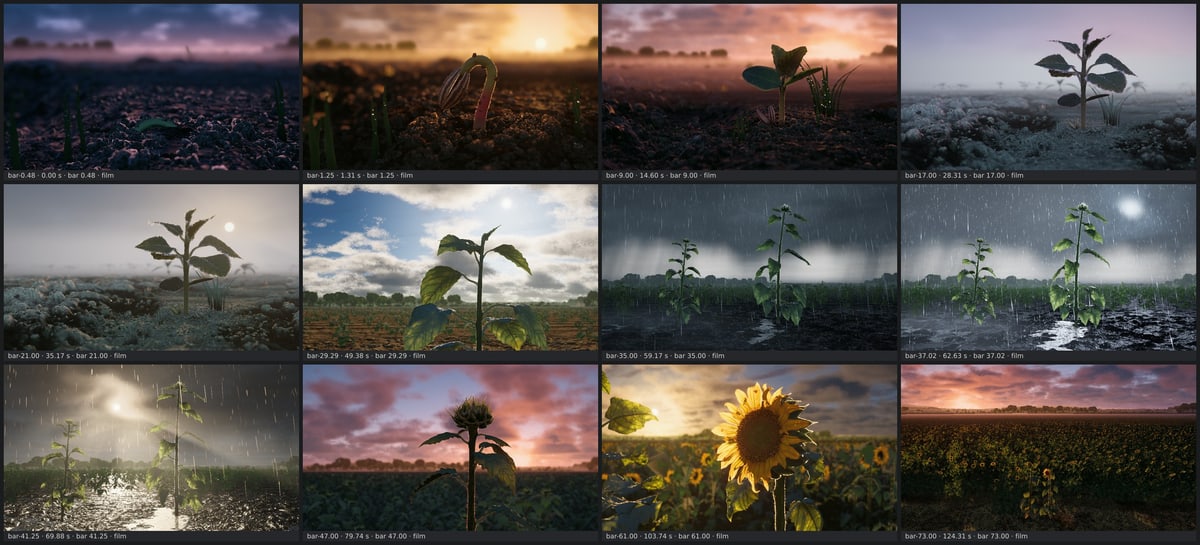 bar-0.48 · 0.00 s · bar 0.48 · film
bar-1.25 · 1.31 s · bar 1.25 · film
bar-9.00 · 14.60 s · bar 9.00 · film
bar-17.00 · 28.31 s · bar 17.00 · film
bar-21.00 · 35.17 s · bar 21.00 · film
bar-29.29 · 49.38 s · bar 29.29 · film
bar-35.00 · 59.17 s · bar 35.00 · film
bar-37.02 · 62.63 s · bar 37.02 · film
bar-41.25 · 69.88 s · bar 41.25 · film
bar-47.00 · 79.74 s · bar 47.00 · film
bar-61.00 · 103.74 s · bar 61.00 · film
bar-73.00 · 124.31 s · bar 73.00 · film